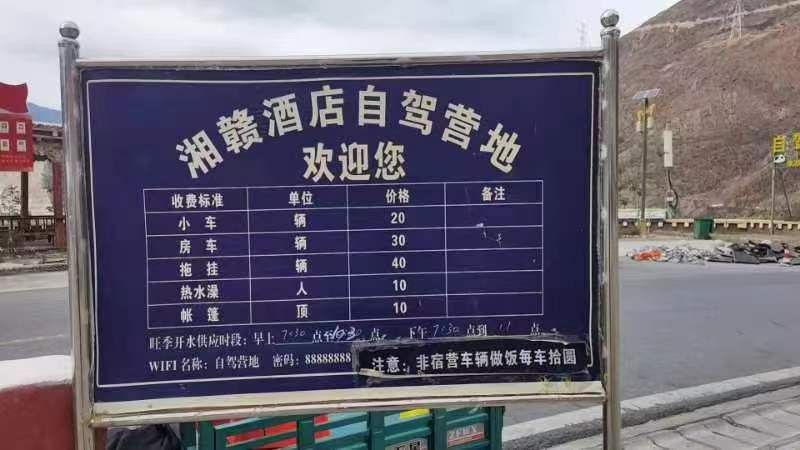 湘赣酒店自驾营地
欢迎您
收费标准 单位 价格 备注
小车 辆 20
房车 辆 30
拖挂 辆 40
热水澡 人 10
帐篷 顶 10
旺季开水供应时段：早上 7:30 点到 点 下午 7:30 点到 11 点
WIFI 名称：自驾营地 密码：88888888
注意：非宿营车辆做饭每车拾圆
自驾
ZFMX